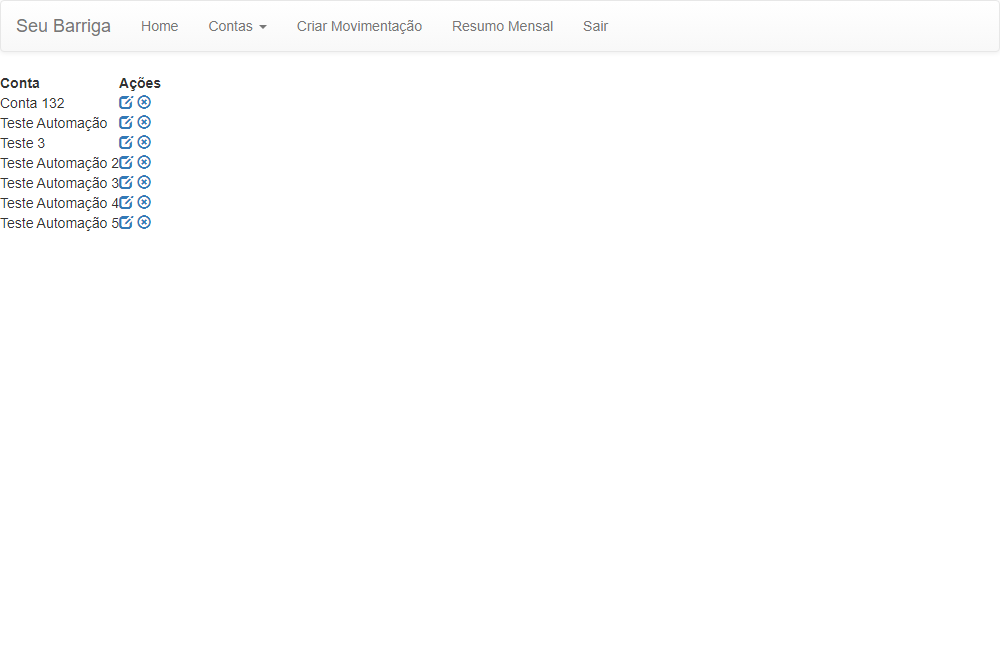 Seu Barriga Home Contas Criar Movimentação Resumo Mensal Sair
Conta Ações
Conta 132
Teste Automação
Teste 3
Teste Automação 2
Teste Automação 3
Teste Automação 4
Teste Automação 5